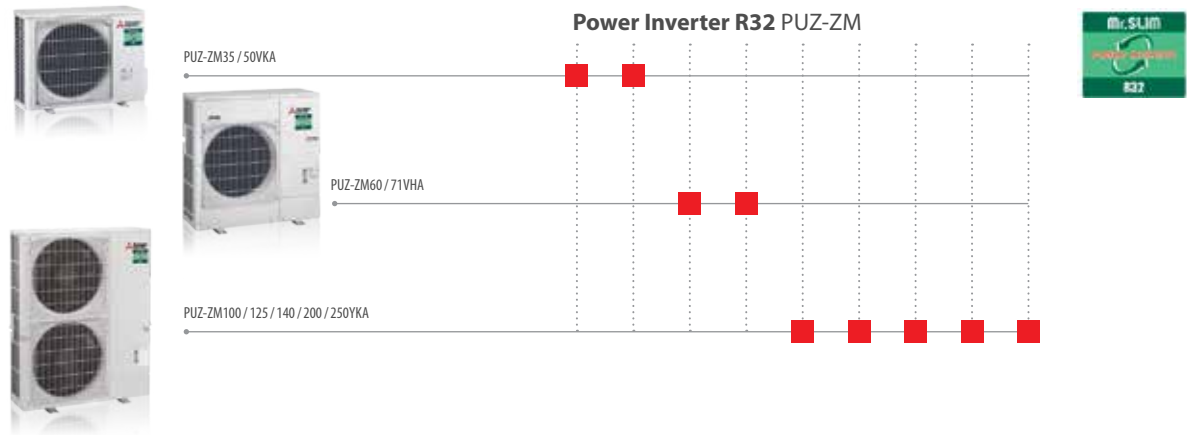 Power Inverter R32 PUZ-ZM
Mr.SLIM
R32
PUZ-ZM35 / 50VKA
PUZ-ZM60 / 71VHA
PUZ-ZM100 / 125 / 140 / 200 / 250YKA